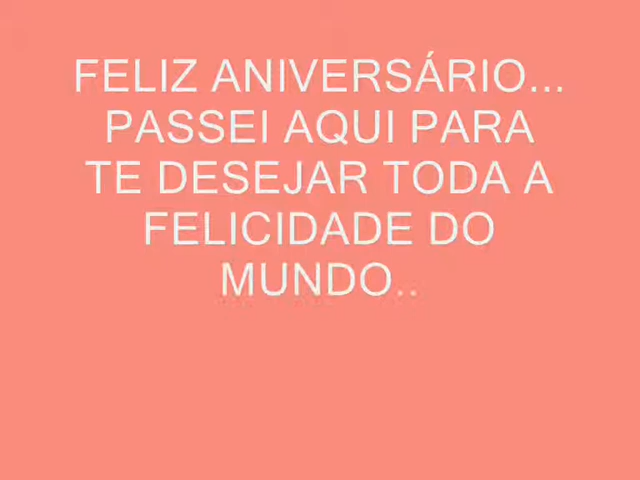 FELIZ ANIVERSÁRIO...
PASSEI AQUI PARA
TE DESEJAR TODA A
FELICIDADE DO
MUNDO..